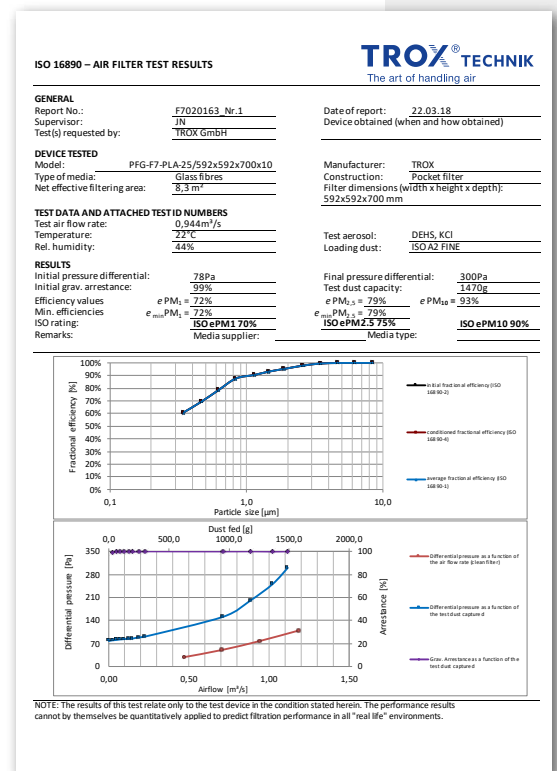 TROX® TECHNIK
The art of handling air
ISO 16890 – AIR FILTER TEST RESULTS
GENERAL
Report No.: F7020163_Nr.1 Date of report: 22.03.18
Supervisor: JN Device obtained (when and how obtained)
Test(s) requested by: TROX GmbH
DEVICE TESTED
Model: PFG-F7-PLA-25/592x592x700x10 Manufacturer: TROX
Type of media: Glass fibres Construction: Pocket filter
Net effective filtering area: 8,3 m² Filter dimensions (width x height x depth):
592x592x700 mm
TEST DATA AND ATTACHED TEST ID NUMBERS
Test air flow rate: 0,944m³/s
Temperature: 22°C Test aerosol: DEHS, KCl
Rel. humidity: 44% Loading dust: ISO A2 FINE
RESULTS
Initial pressure differential: 78Pa Final pressure differential: 300Pa
Initial grav. arrestance: 99% Test dust capacity: 1470g
Efficiency values e PM₁ = 72% e PM₂,₅ = 79% e PM₁₀ = 93%
Min. efficiencies e minPM₁ = 72% e minPM₂.₅ = 79%
ISO rating: ISO ePM1 70% ISO ePM2.5 75% ISO ePM10 90%
Remarks: Media supplier: Media type:
Fractional efficiency [%]
100%
90%
80%
70%
60%
50%
40%
30%
20%
10%
0%
0,1 1,0 10,0
Particle size [µm]
initial fractional efficiency (ISO
16890-2)
conditioned fractional efficiency (ISO
16890-4)
average fractional efficiency (ISO
16890-1)
Dust fed [g]
0,0 500,0 1000,0 1500,0 2000,0
Differential pressure [Pa]
350
280
210
140
70
0
100
80
60
40
20
0
Arrestance [%]
0,00 0,50 1,00 1,50
Airflow [m³/s]
Differential pressure as a function of
the air flow rate (clean filter)
Differential pressure as a function of
the test dust captured
Grav. Arrestance as a function of the
test dust captured
NOTE: The results of this test relate only to the test device in the condition stated herein. The performance results
cannot by themselves be quantitatively applied to predict filtration performance in all "real life" environments.